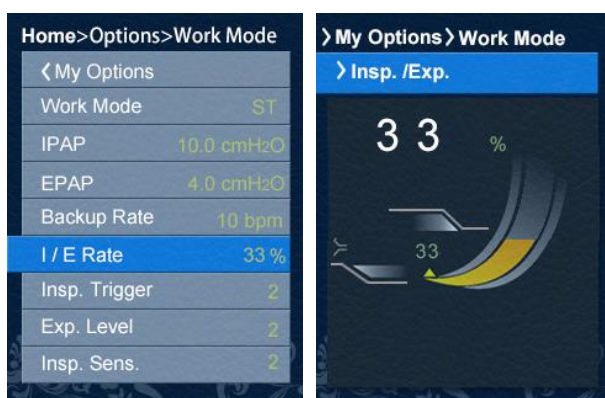 Home>Options>Work Mode
❮ My Options
Work Mode ST
IPAP 10.0 cmH2O
EPAP 4.0 cmH2O
Backup Rate 10 bpm
I / E Rate 33 %
Insp. Trigger 2
Exp. Level 2
Insp. Sens. 2
❯ My Options ❯ Work Mode
❯ Insp. /Exp.
3 3 %
33